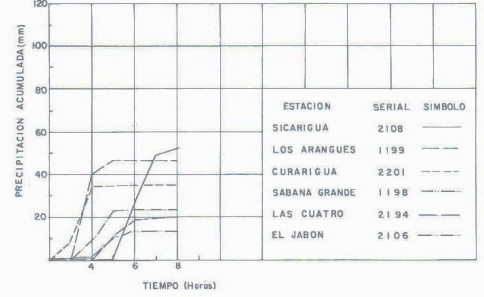 PRECIPITACION ACUMULADA (mm)
120
100
80
60
40
20
4
6
8
TIEMPO (Horas)
ESTACION SERIAL SIMBOLO
SICARIGUA 2108
LOS ARANGUES 1199
CURARIGUA 2201
SABANA GRANDE 1198
LAS CUATRO 2194
EL JABON 2106